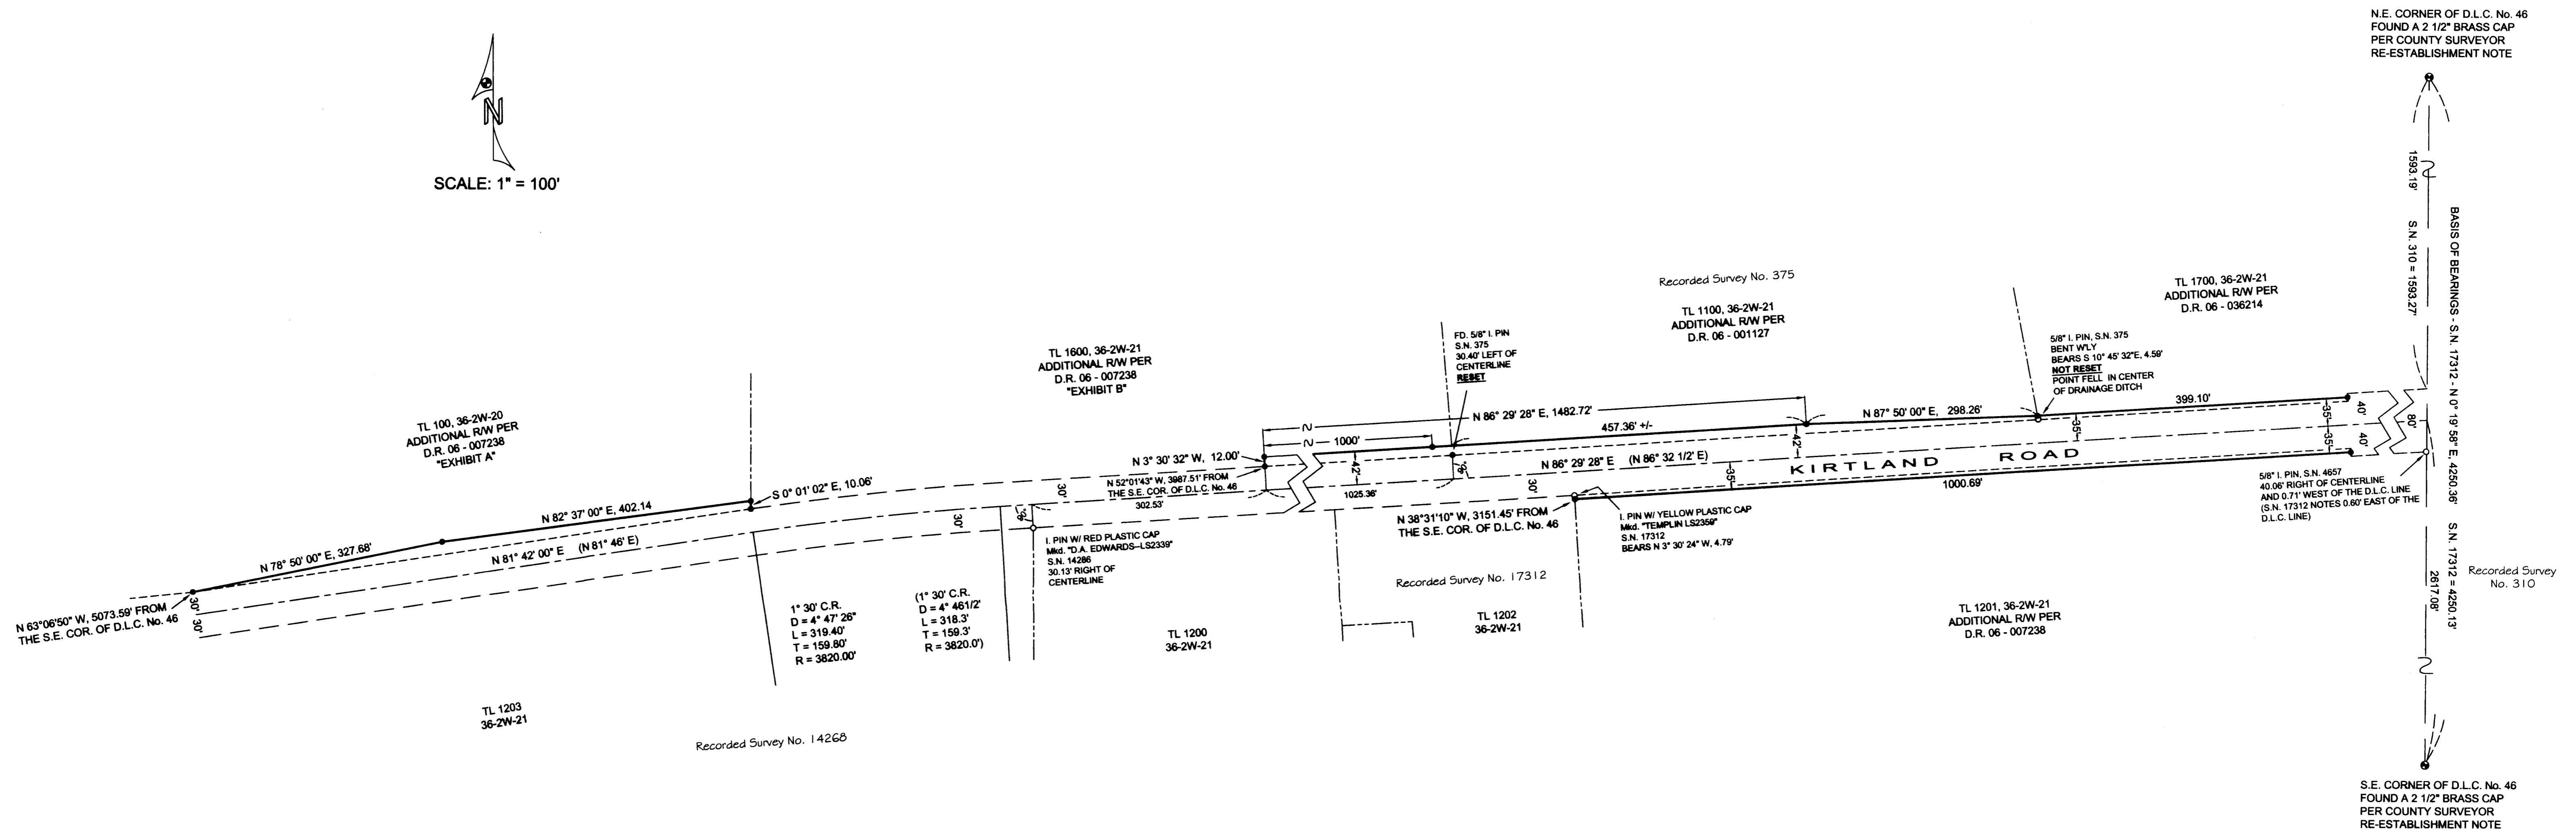 N.E. CORNER OF D.L.C. No. 46
FOUND A 2 1/2" BRASS CAP
PER COUNTY SURVEYOR
RE-ESTABLISHMENT NOTE
N
SCALE: 1" = 100'
1593.19'
S.N. 310 = 1593.27'
BASIS OF BEARINGS - S.N. 17312 - N 0° 19' 58" E, 4250.36'
S.N. 17312 = 4250.13'
2617.08'
Recorded Survey No. 375
TL 1100, 36-2W-21
ADDITIONAL R/W PER
D.R. 06 - 001127
TL 1700, 36-2W-21
ADDITIONAL R/W PER
D.R. 06 - 036214
FD. 5/8" I. PIN
S.N. 375
30.40' LEFT OF
CENTERLINE
RESET
5/8" I. PIN, S.N. 375
BENT W'LY
BEARS S 10° 45' 32"E, 4.59'
NOT RESET
POINT FELL IN CENTER
OF DRAINAGE DITCH
TL 1600, 36-2W-21
ADDITIONAL R/W PER
D.R. 06 - 007238
"EXHIBIT B"
TL 100, 36-2W-20
ADDITIONAL R/W PER
D.R. 06 - 007238
"EXHIBIT A"
N 86° 29' 28" E, 1482.72'
N 87° 50' 00" E, 298.26'
399.10'
457.36' +/-
1000'
N 3° 30' 32" W, 12.00'
N 52°01'43" W, 3987.51' FROM
THE S.E. COR. OF D.L.C. No. 46
42'
42'
35'
35'
35'
35'
40'
40'
80'
N 86° 29' 28" E (N 86° 32 1/2' E)
KIRTLAND ROAD
1000.69'
1025.36'
302.53'
30'
30'
30'
S 0° 01' 02" E, 10.06'
N 82° 37' 00" E, 402.14
N 78° 50' 00" E, 327.68'
N 81° 42' 00" E (N 81° 46' E)
30'
30'
N 63°06'50" W, 5073.59' FROM
THE S.E. COR. OF D.L.C. No. 46
I. PIN W/ RED PLASTIC CAP
Mkd. "D.A. EDWARDS--LS2339"
S.N. 14286
30.13' RIGHT OF
CENTERLINE
N 38°31'10" W, 3151.45' FROM
THE S.E. COR. OF D.L.C. No. 46
I. PIN W/ YELLOW PLASTIC CAP
Mkd. "TEMPLIN LS2359"
S.N. 17312
BEARS N 3° 30' 24" W, 4.79'
5/8" I. PIN, S.N. 4657
40.06' RIGHT OF CENTERLINE
AND 0.71' WEST OF THE D.L.C. LINE
(S.N. 17312 NOTES 0.60' EAST OF THE
D.L.C. LINE)
Recorded Survey
No. 310
1° 30' C.R.
D = 4° 47' 26"
L = 319.40'
T = 159.80'
R = 3820.00'
(1° 30' C.R.
D = 4° 461/2'
L = 318.3'
T = 159.3'
R = 3820.0')
TL 1200
36-2W-21
Recorded Survey No. 17312
TL 1202
36-2W-21
TL 1201, 36-2W-21
ADDITIONAL R/W PER
D.R. 06 - 007238
TL 1203
36-2W-21
Recorded Survey No. 14268
S.E. CORNER OF D.L.C. No. 46
FOUND A 2 1/2" BRASS CAP
PER COUNTY SURVEYOR
RE-ESTABLISHMENT NOTE